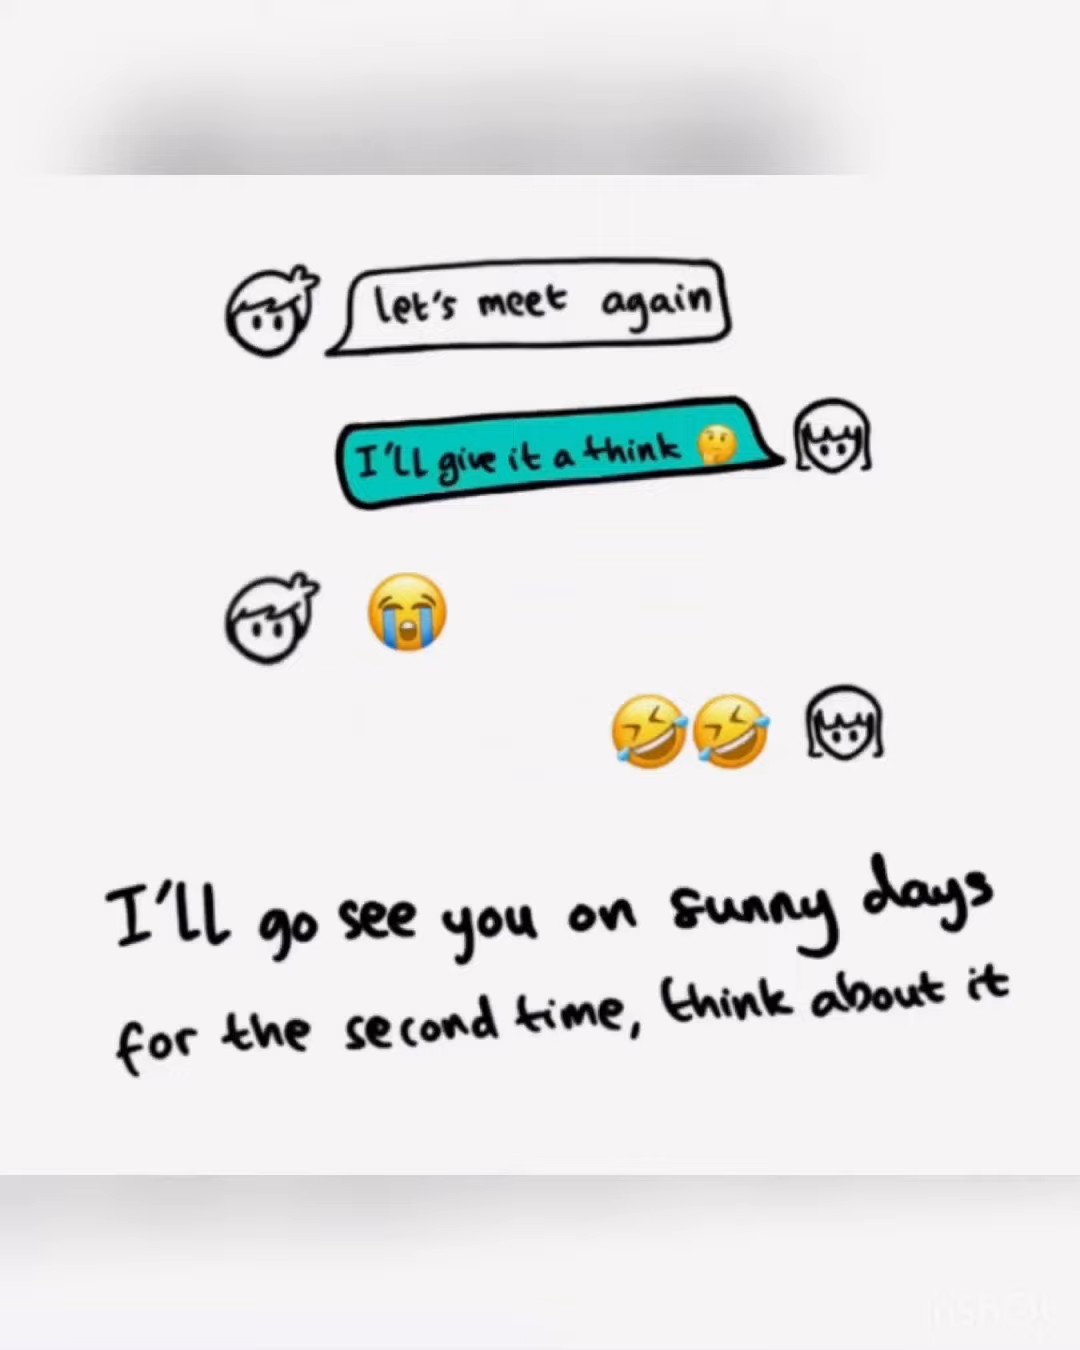 let's meet again
I'll give it a think 🤔
😭
🤣🤣
I'll go see you on sunny days
for the second time, think about it